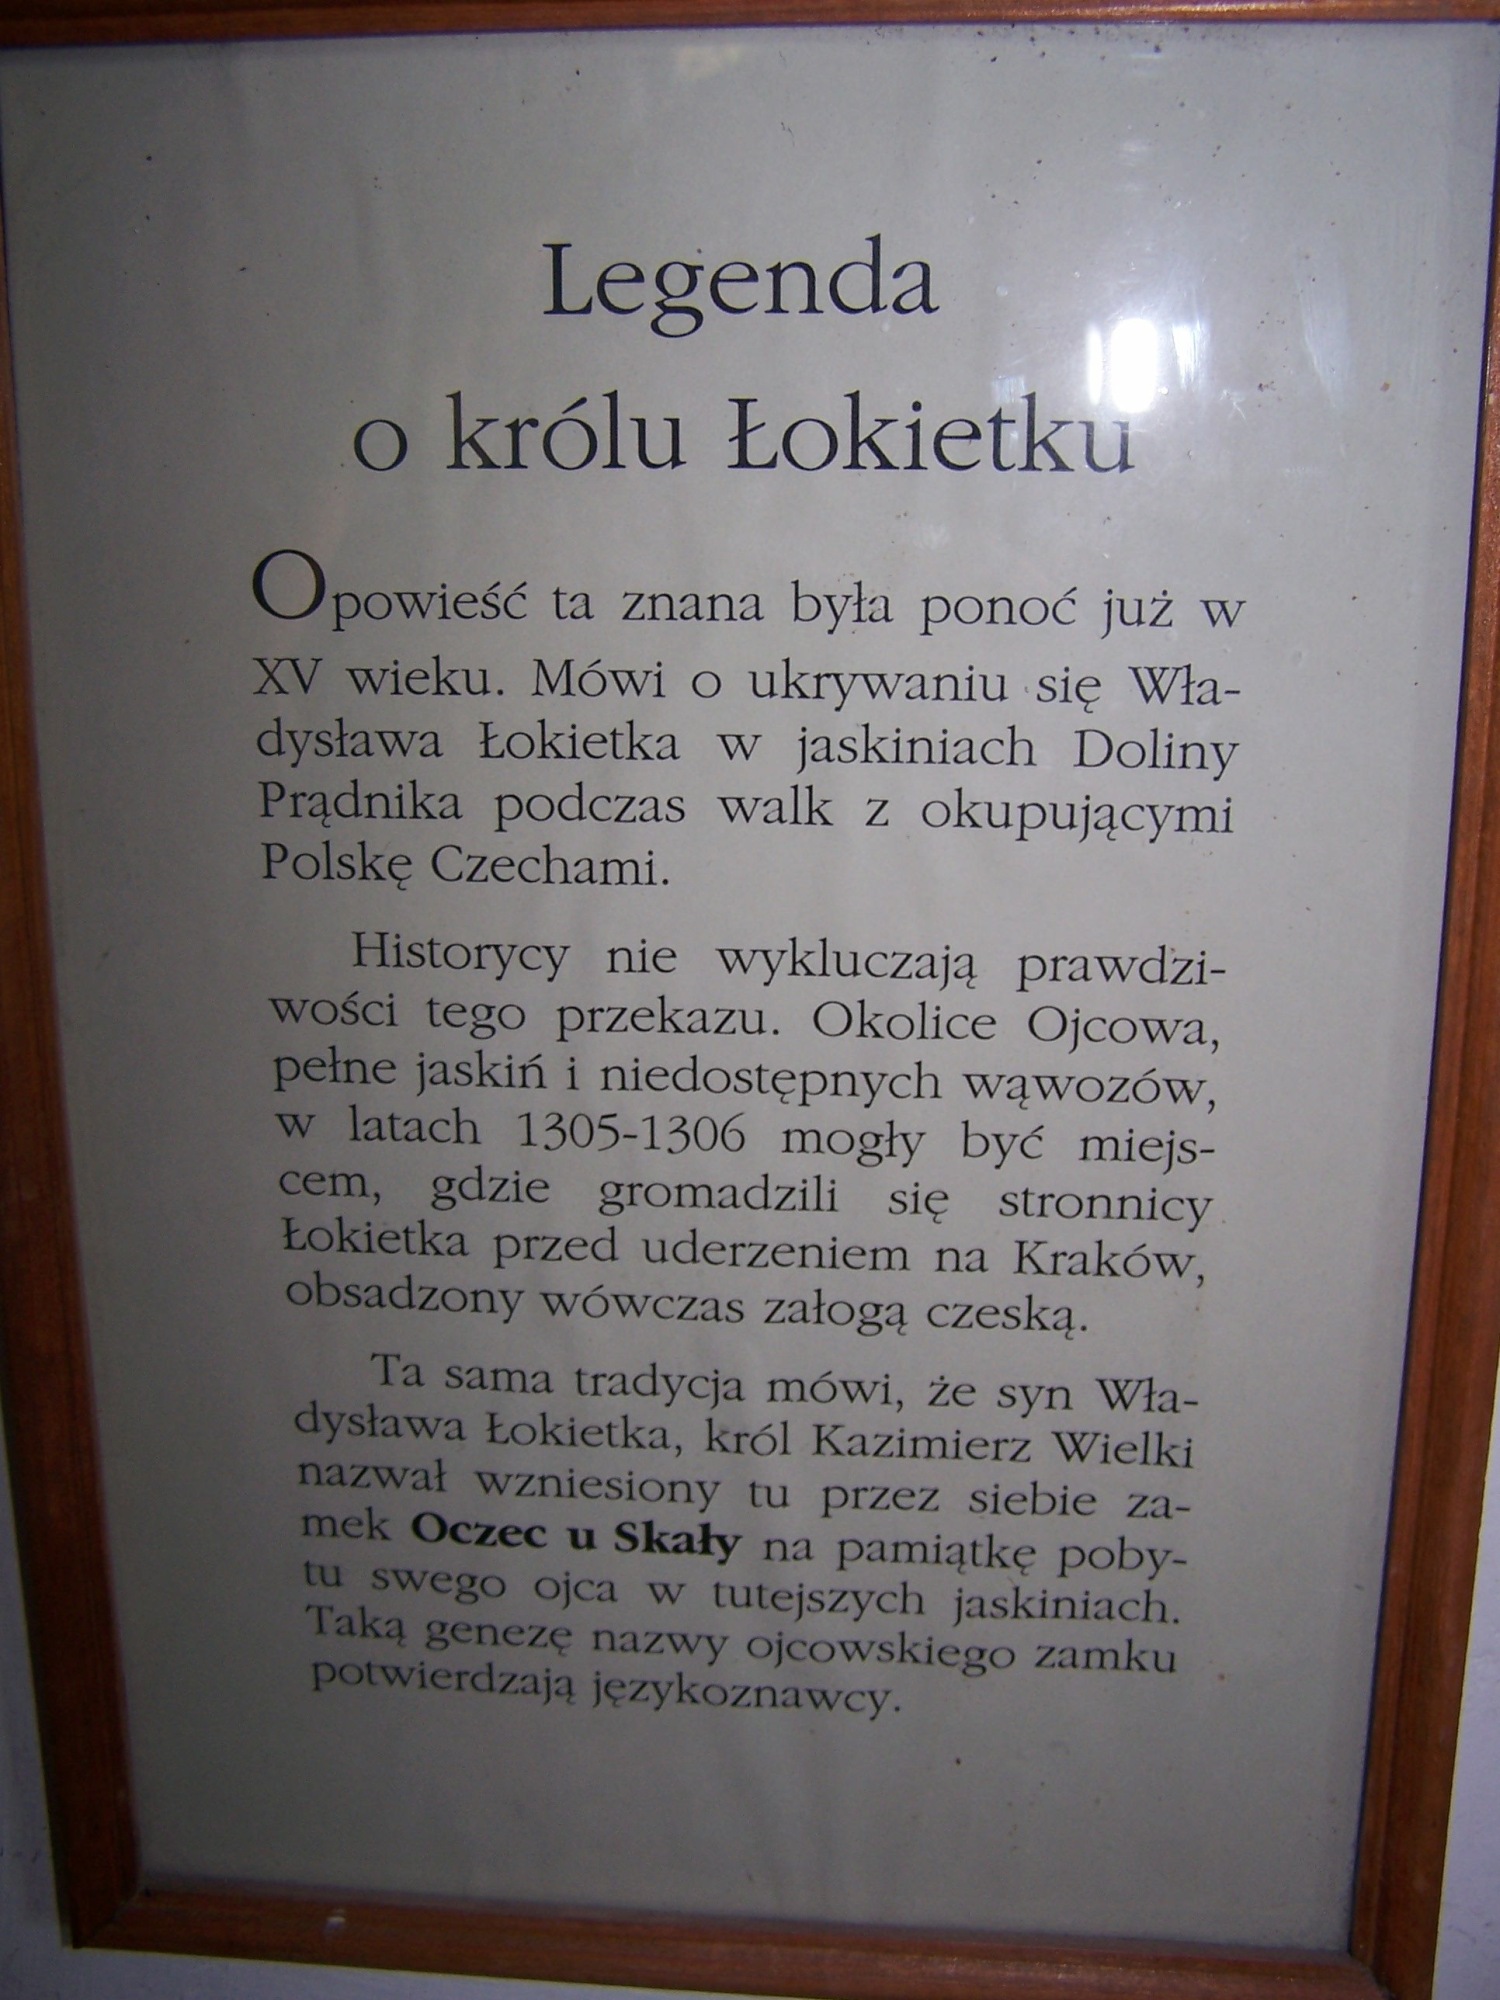 Legenda
o królu Łokietku
Opowieść ta znana była ponoć już w
XV wieku. Mówi o ukrywaniu się Wła-
dysława Łokietka w jaskiniach Doliny
Prądnika podczas walk z okupującymi
Polskę Czechami.
Historycy nie wykluczają prawdzi-
wości tego przekazu. Okolice Ojcowa,
pełne jaskiń i niedostępnych wąwozów,
w latach 1305-1306 mogły być miejs-
cem, gdzie gromadzili się stronnicy
Łokietka przed uderzeniem na Kraków,
obsadzony wówczas załogą czeską.
Ta sama tradycja mówi, że syn Wła-
dysława Łokietka, król Kazimierz Wielki
nazwał wzniesiony tu przez siebie za-
mek Oczec u Skały na pamiątkę poby-
tu swego ojca w tutejszych jaskiniach.
Taką genezę nazwy ojcowskiego zamku
potwierdzają językoznawcy.